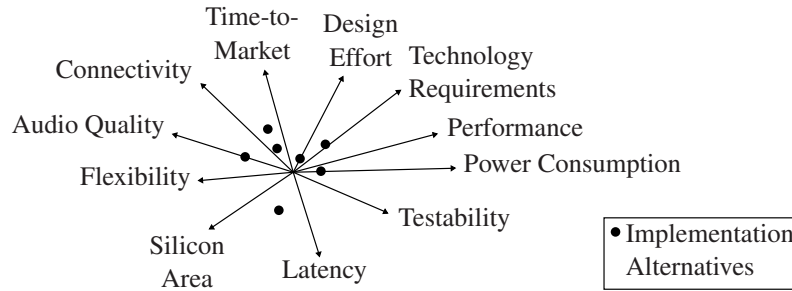 Time-to-
Market
Design
Effort
Technology
Requirements
Connectivity
Audio Quality
Performance
Flexibility
Power Consumption
Silicon
Area
Latency
Testability
Implementation
Alternatives